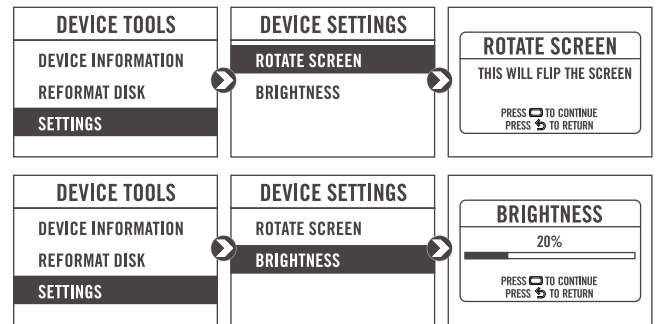 DEVICE TOOLS
DEVICE INFORMATION
REFORMAT DISK
SETTINGS
DEVICE SETTINGS
ROTATE SCREEN
BRIGHTNESS
ROTATE SCREEN
THIS WILL FLIP THE SCREEN
PRESS TO CONTINUE
PRESS TO RETURN
DEVICE TOOLS
DEVICE INFORMATION
REFORMAT DISK
SETTINGS
DEVICE SETTINGS
ROTATE SCREEN
BRIGHTNESS
BRIGHTNESS
20%
PRESS TO CONTINUE
PRESS TO RETURN